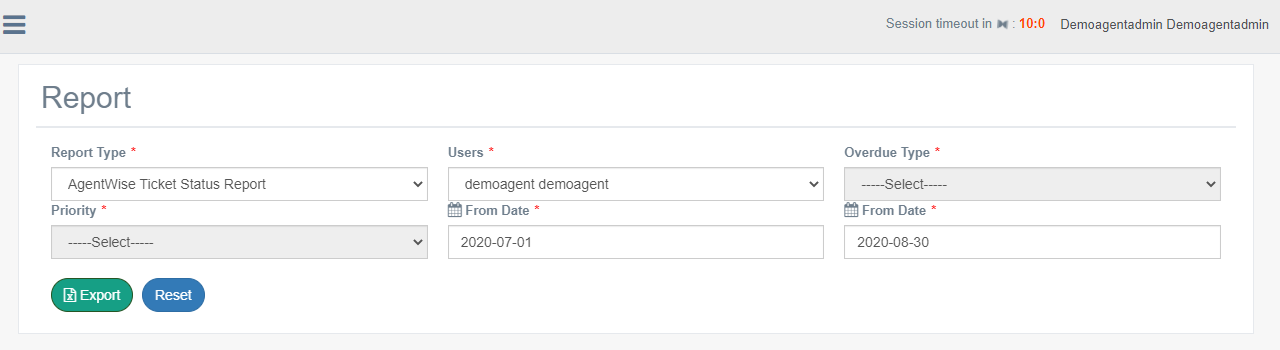 Session timeout in : 10:0 Demoagentadmin Demoagentadmin
Report
Report Type * Users * Overdue Type *
AgentWise Ticket Status Report demoagent demoagent -----Select-----
Priority * From Date * From Date *
-----Select----- 2020-07-01 2020-08-30
Export Reset